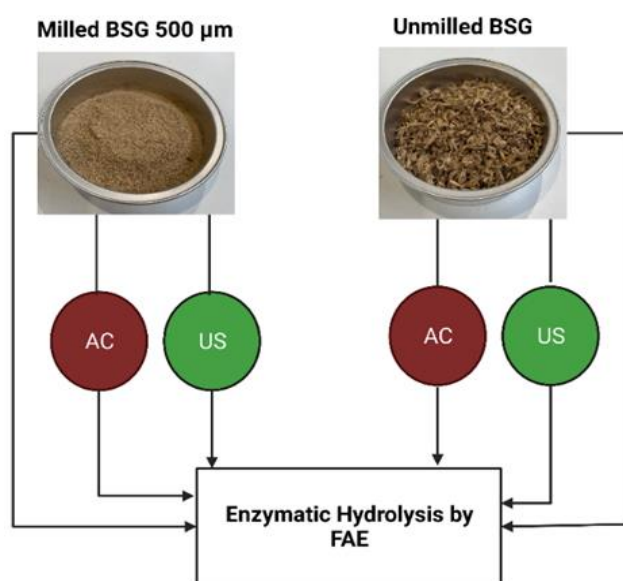 Milled BSG 500 µm
Unmilled BSG
AC
US
AC
US
Enzymatic Hydrolysis by
FAE